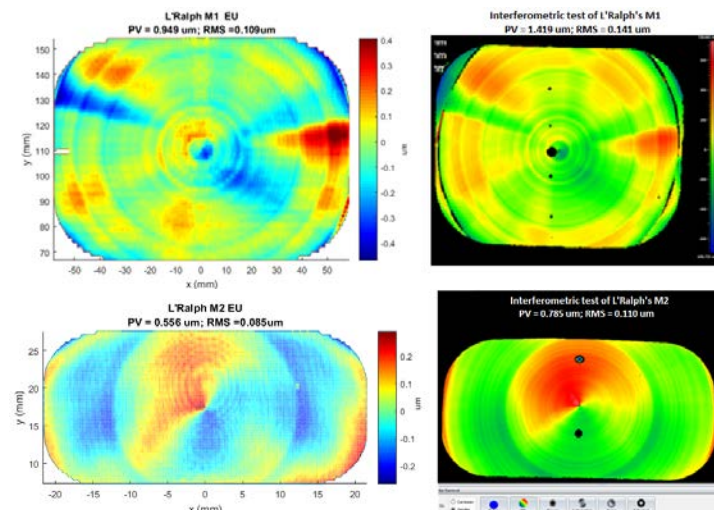 L'Ralph M1 EU
PV = 0.949 um; RMS =0.109um
154
150
140
130
120
110
100
90
80
70
y (mm)
-50 -40 -30 -20 -10 0 10 20 30 40 50
x (mm)
0.4
0.3
0.2
0.1
0
-0.1
-0.2
-0.3
-0.4
um
Interferometric test of L'Ralph's M1
PV = 1.419 um; RMS = 0.141 um
L'Ralph M2 EU
PV = 0.556 um; RMS =0.085um
25
20
15
10
y (mm)
-20 -15 -10 -5 0 5 10 15 20
x (mm)
0.2
0.1
0
-0.1
-0.2
um
Interferometric test of L'Ralph's M2
PV = 0.785 um; RMS = 0.110 um